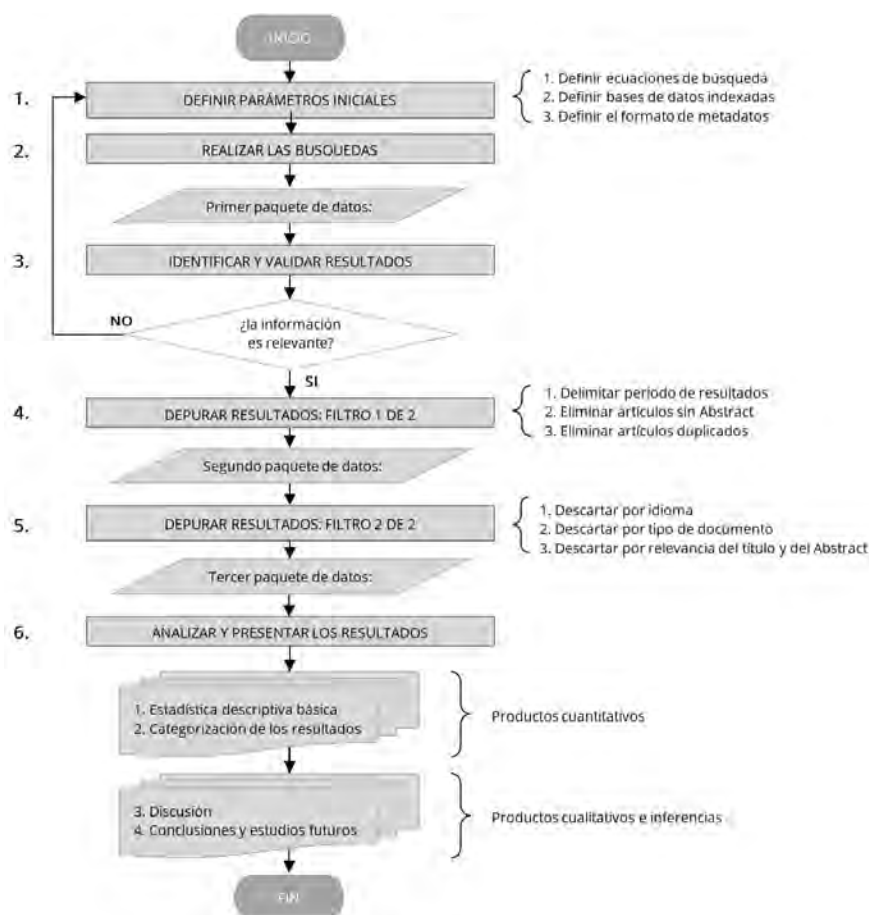 INICIO
1.
DEFINIR PARÁMETROS INICIALES
1. Definir ecuaciones de búsqueda
2. Definir bases de datos indexadas
3. Definir el formato de metadatos
2.
REALIZAR LAS BUSQUEDAS
Primer paquete de datos:
3.
IDENTIFICAR Y VALIDAR RESULTADOS
NO
¿la información
es relevante?
SI
4.
DEPURAR RESULTADOS: FILTRO 1 DE 2
1. Delimitar periodo de resultados
2. Eliminar artículos sin Abstract
3. Eliminar artículos duplicados
Segundo paquete de datos:
5.
DEPURAR RESULTADOS: FILTRO 2 DE 2
1. Descartar por idioma
2. Descartar por tipo de documento
3. Descartar por relevancia del título y del Abstract
Tercer paquete de datos:
6.
ANALIZAR Y PRESENTAR LOS RESULTADOS
1. Estadística descriptiva básica
2. Categorización de los resultados
Productos cuantitativos
3. Discusión
4. Conclusiones y estudios futuros
Productos cualitativos e inferencias
FIN